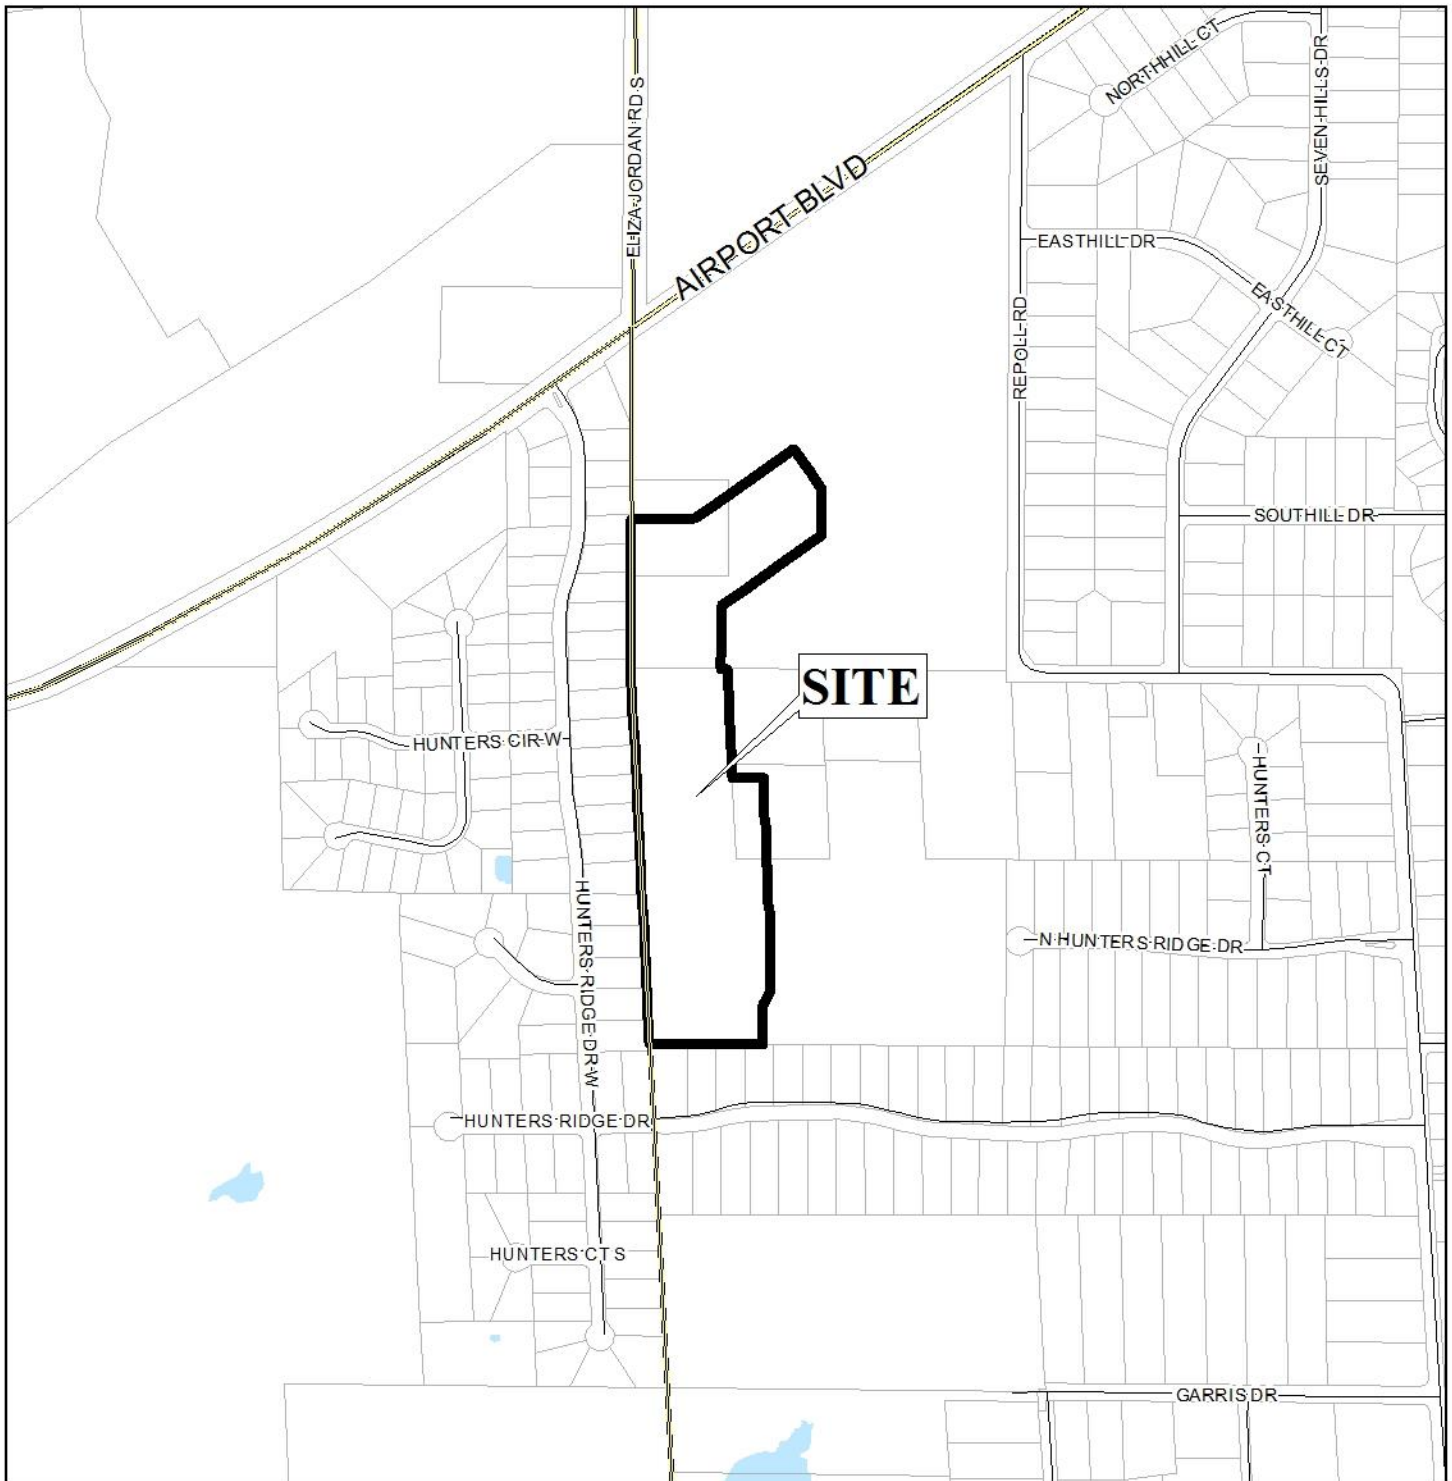 NORTHHILL CT
SEVEN HILLS DR
ELIZA JORDAN RD S
AIRPORT BLVD
EASTHILL DR
EASTHILL CT
REPOLL RD
SOUTHILL DR
SITE
HUNTERS CIR W
HUNTERS CT
HUNTERS RIDGE DR W
N HUNTERS RIDGE DR
HUNTERS RIDGE DR
HUNTERS CT S
GARRIS DR